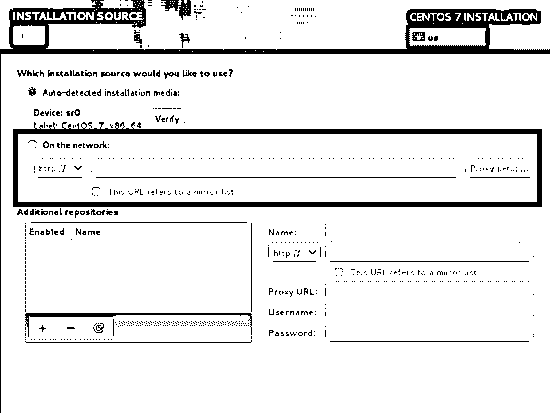 INSTALLATION SOURCE
CENTOS 7 INSTALLATION
us
Which installation source would you like to use?
Auto-detected installation media:
Device: sr0
Label: CentOS_7_x86_64
Verify
On the network:
http://
Proxy setup...
This URL refers to a mirror list.
Additional repositories
Enabled Name
Name:
http://
This URL refers to a mirror list.
Proxy URL:
Username:
Password: